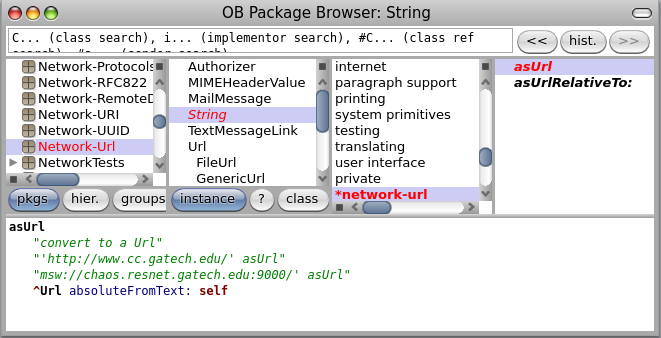 OB Package Browser: String
C... (class search), i... (implementor search), #C... (class ref
<< hist. >>
Network-Protocols
Network-RFC822
Network-RemoteD
Network-URI
Network-UUID
Network-Url
NetworkTests
pkgs hier. groups
Authorizer
MIMEHeaderValue
MailMessage
String
TextMessageLink
Url
FileUrl
GenericUrl
instance ? class
internet
paragraph support
printing
system primitives
testing
translating
user interface
private
*network-url
asUrl
asUrlRelativeTo:
asUrl
"convert to a Url"
"'http://www.cc.gatech.edu/' asUrl"
"msw://chaos.resnet.gatech.edu:9000/' asUrl"
^Url absoluteFromText: self